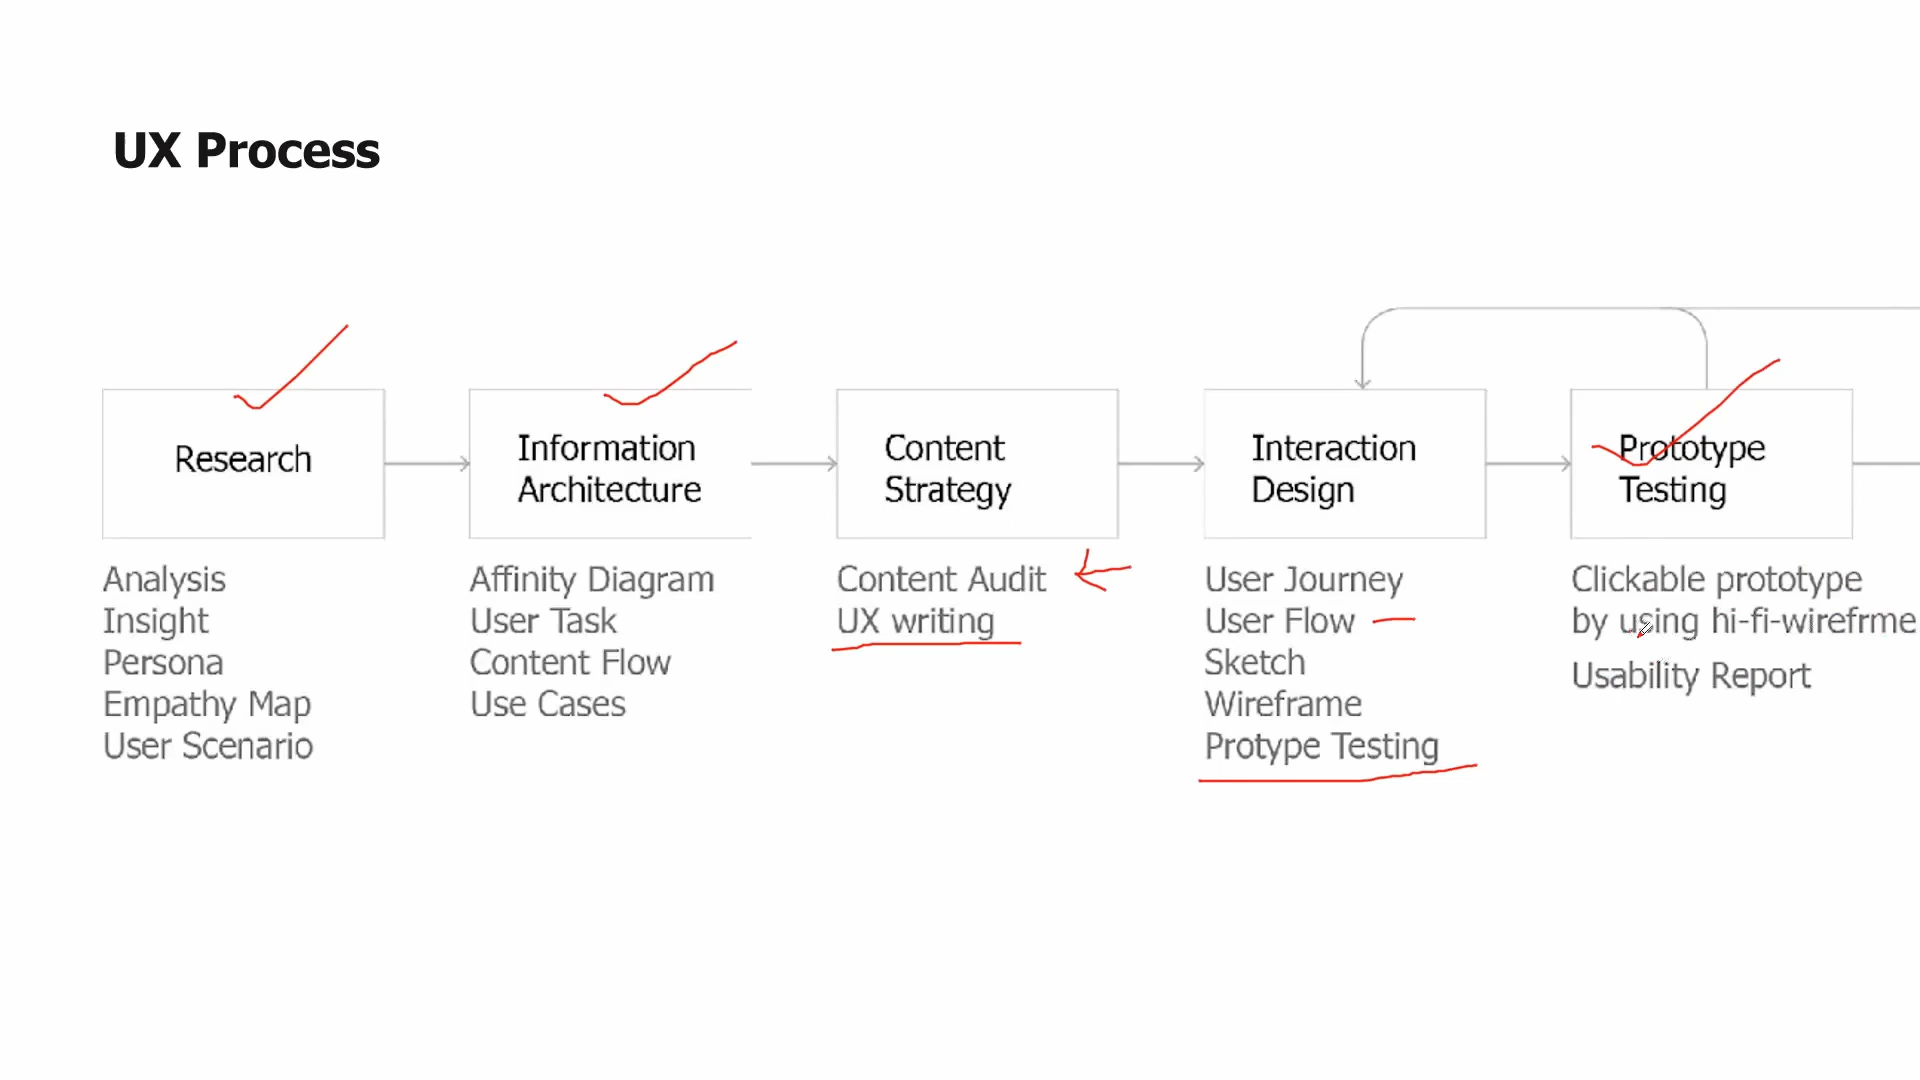 UX Process
Research
Analysis
Insight
Persona
Empathy Map
User Scenario
Information
Architecture
Affinity Diagram
User Task
Content Flow
Use Cases
Content
Strategy
Content Audit
UX writing
Interaction
Design
User Journey
User Flow
Sketch
Wireframe
Protype Testing
Prototype
Testing
Clickable prototype
by using hi-fi-wirefrme
Usability Report